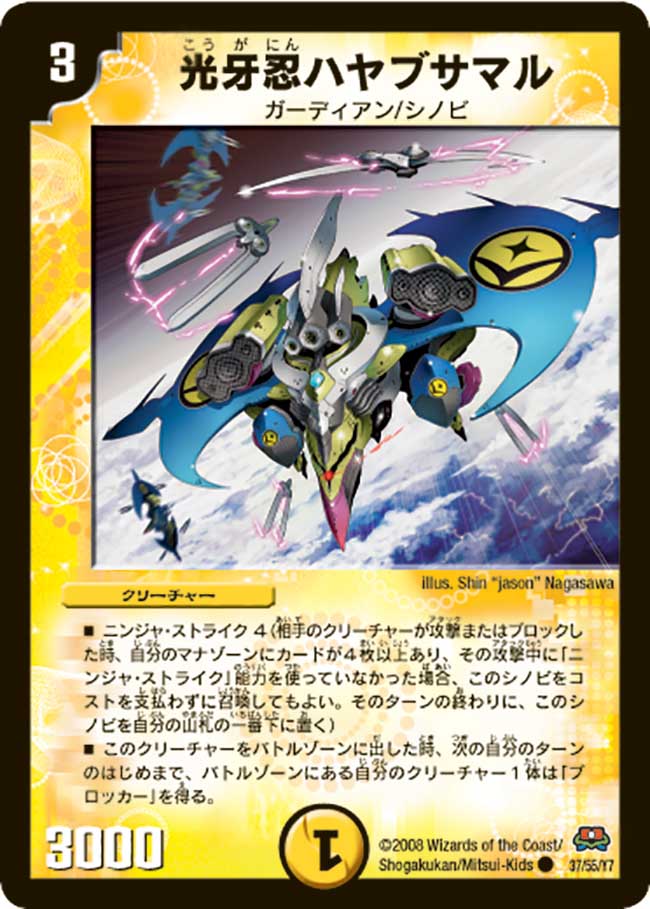 3
こうがにん
光牙忍ハヤブサマル
ガーディアン/シノビ
illus. Shin "jason" Nagasawa
クリーチャー
■ ニンジャ・ストライク 4(相手のクリーチャーが攻撃またはブロックし
た時、自分のマナゾーンにカードが4枚以上あり、その攻撃中に「ニ
ンジャ・ストライク」能力を使っていなかった場合、このシノビをコ
ストを支払わずに召喚してもよい。そのターンの終わりに、このシ
ノビを自分の山札の一番下に置く)
■ このクリーチャーをバトルゾーンに出した時、次の自分のターン
のはじめまで、バトルゾーンにある自分のクリーチャー1体は「ブ
ロッカー」を得る。
3000
1
©2008 Wizards of the Coast/
Shogakukan/Mitsui-Kids
37/55/Y7